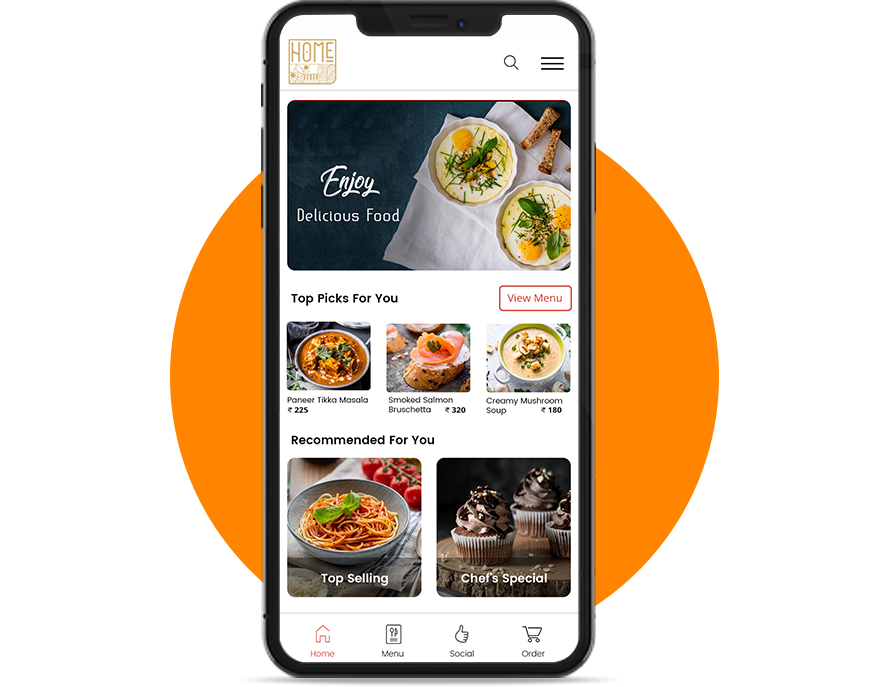 HOME
Enjoy
Delicious Food
Top Picks For You
View Menu
Paneer Tikka Masala
₹ 225
Smoked Salmon
Bruschetta ₹ 320
Creamy Mushroom
Soup ₹ 180
Recommended For You
Top Selling
Chef's Special
Home
Menu
Social
Order